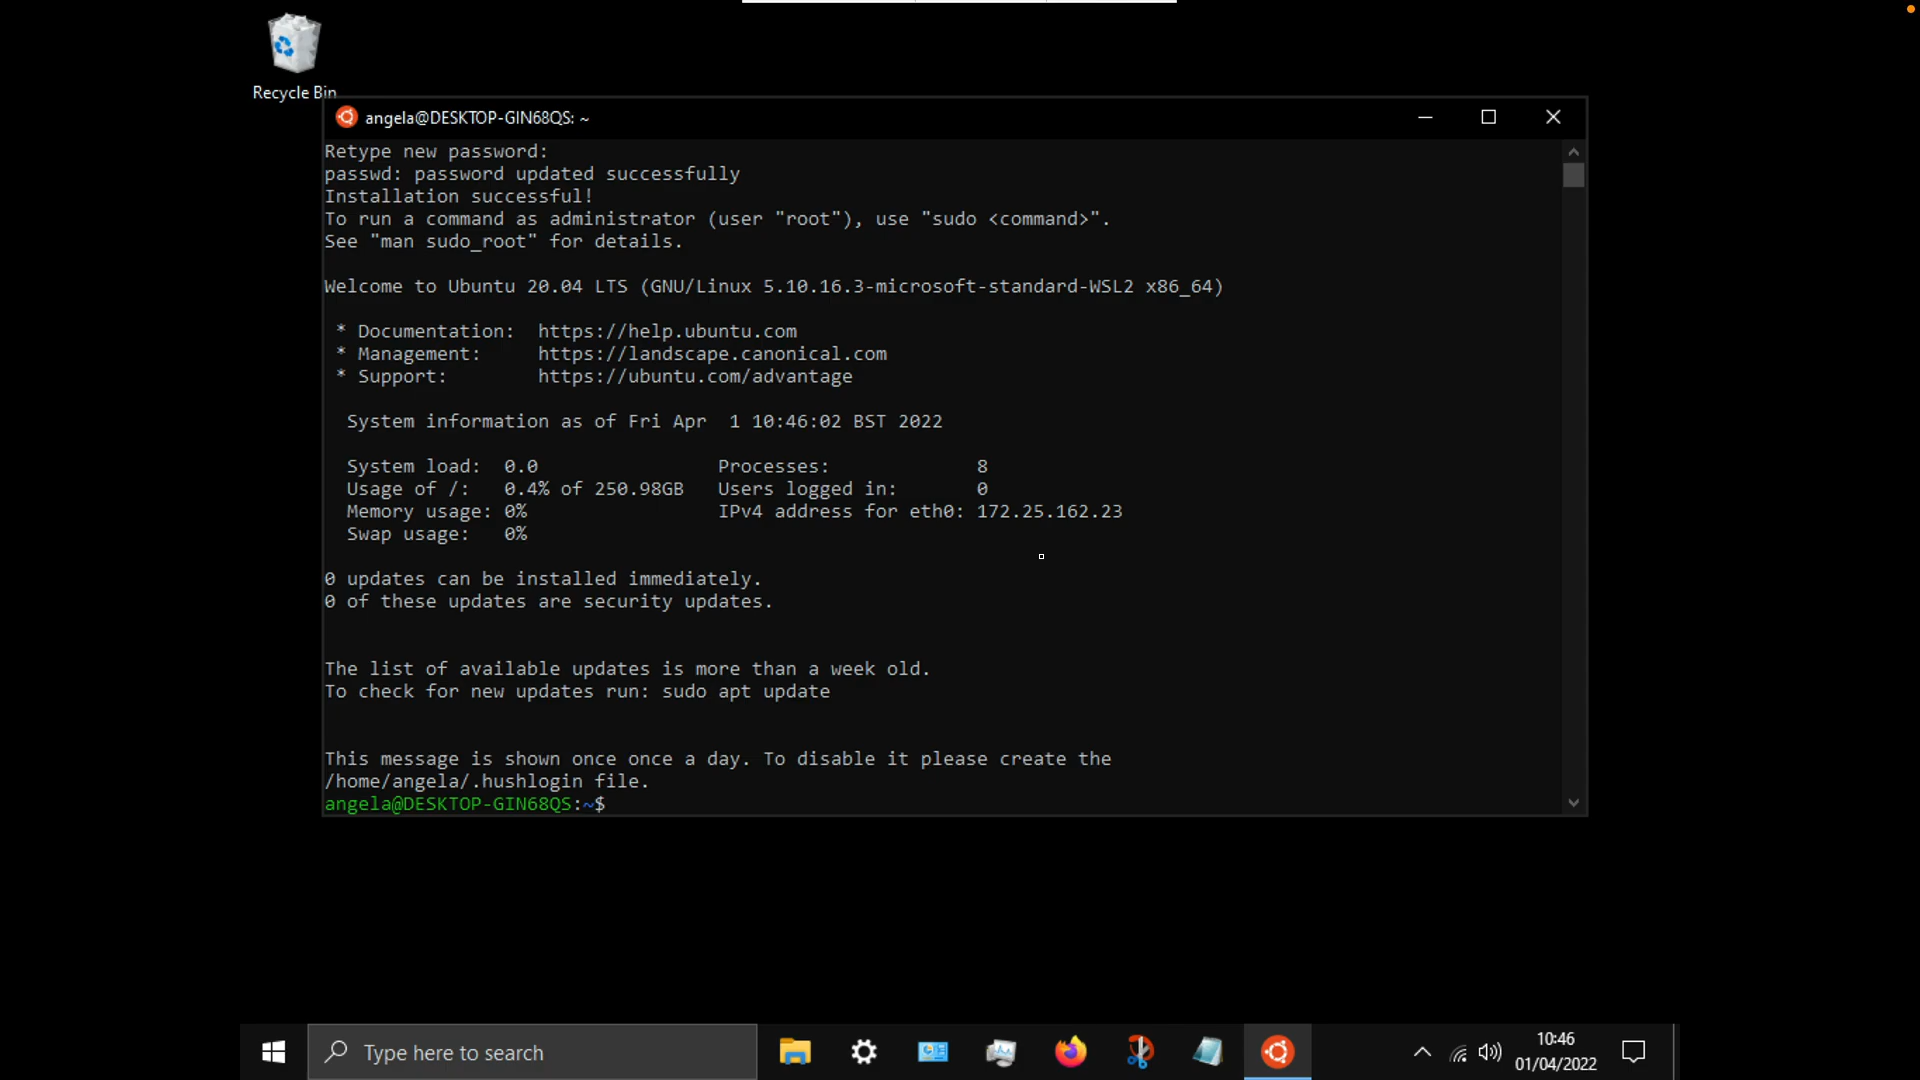 Recycle Bin
angela@DESKTOP-GIN68QS: ~
Retype new password:
passwd: password updated successfully
Installation successful!
To run a command as administrator (user "root"), use "sudo <command>".
See "man sudo_root" for details.
Welcome to Ubuntu 20.04 LTS (GNU/Linux 5.10.16.3-microsoft-standard-WSL2 x86_64)
* Documentation:  https://help.ubuntu.com
* Management:     https://landscape.canonical.com
* Support:        https://ubuntu.com/advantage
System information as of Fri Apr  1 10:46:02 BST 2022
System load:  0.0                Processes:             8
Usage of /:   0.4% of 250.98GB   Users logged in:       0
Memory usage: 0%                 IPv4 address for eth0: 172.25.162.23
Swap usage:   0%
0 updates can be installed immediately.
0 of these updates are security updates.
The list of available updates is more than a week old.
To check for new updates run: sudo apt update
This message is shown once once a day. To disable it please create the
/home/angela/.hushlogin file.
angela@DESKTOP-GIN68QS:~$
Type here to search
10:46
01/04/2022